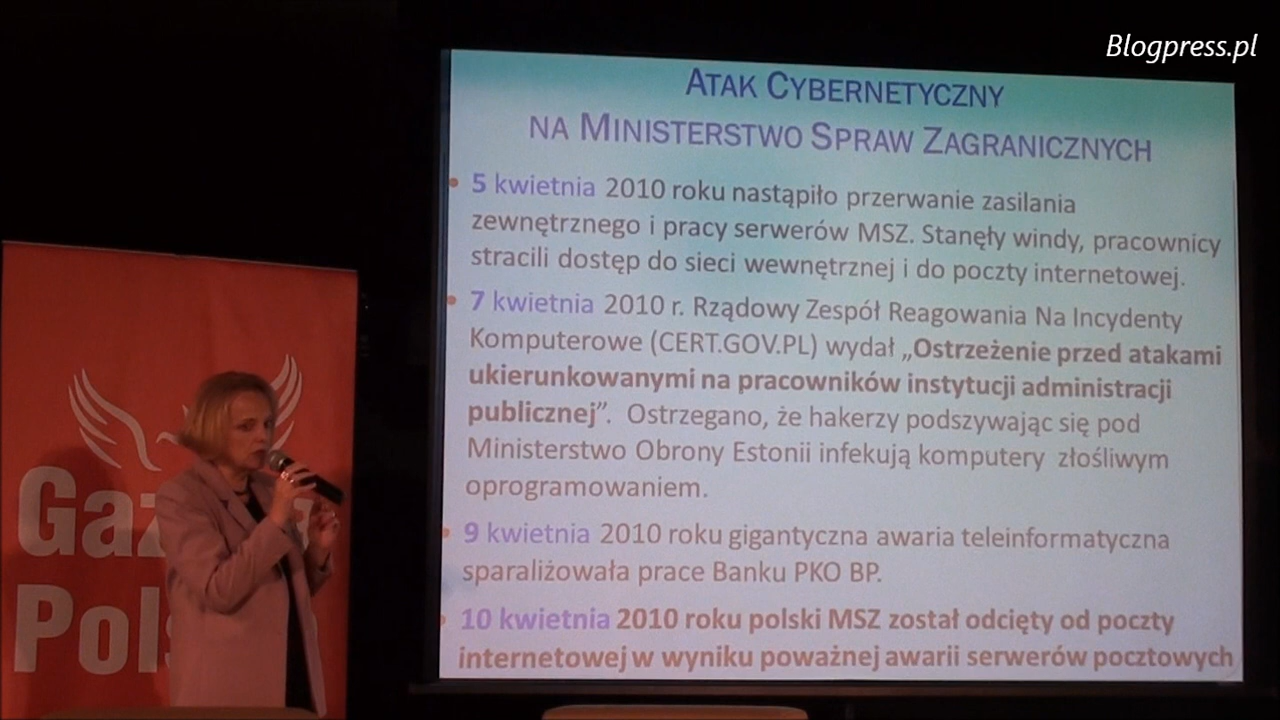 Blogpress.pl
ATAK CYBERNETYCZNY
NA MINISTERSTWO SPRAW ZAGRANICZNYCH
• 5 kwietnia 2010 roku nastąpiło przerwanie zasilania
zewnętrznego i pracy serwerów MSZ. Stanęły windy, pracownicy
stracili dostęp do sieci wewnętrznej i do poczty internetowej.
• 7 kwietnia 2010 r. Rządowy Zespół Reagowania Na Incydenty
Komputerowe (CERT.GOV.PL) wydał „Ostrzeżenie przed atakami
ukierunkowanymi na pracowników instytucji administracji
publicznej”. Ostrzegano, że hakerzy podszywając się pod
Ministerstwo Obrony Estonii infekują komputery złośliwym
oprogramowaniem.
• 9 kwietnia 2010 roku gigantyczna awaria teleinformatyczna
sparaliżowała prace Banku PKO BP.
• 10 kwietnia 2010 roku polski MSZ został odcięty od poczty
internetowej w wyniku poważnej awarii serwerów pocztowych